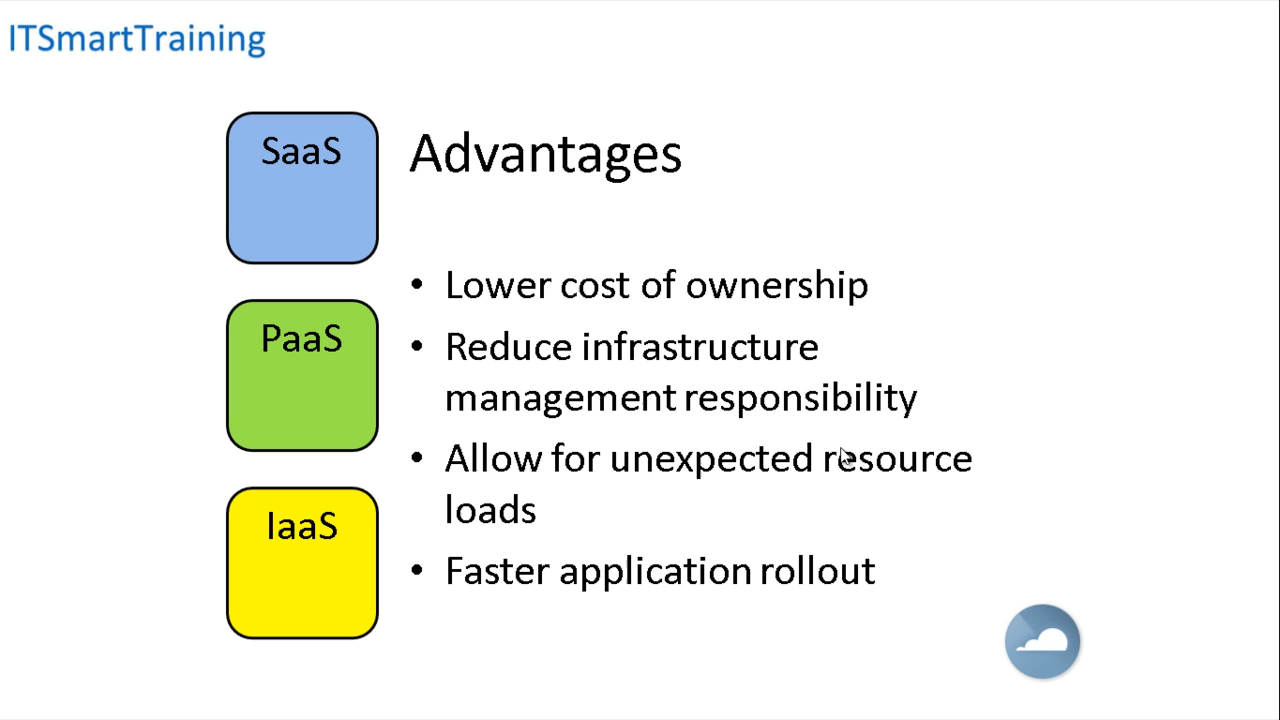 ITSmartTraining
SaaS
Advantages
• Lower cost of ownership
PaaS
• Reduce infrastructure
management responsibility
• Allow for unexpected resource
loads
IaaS
• Faster application rollout